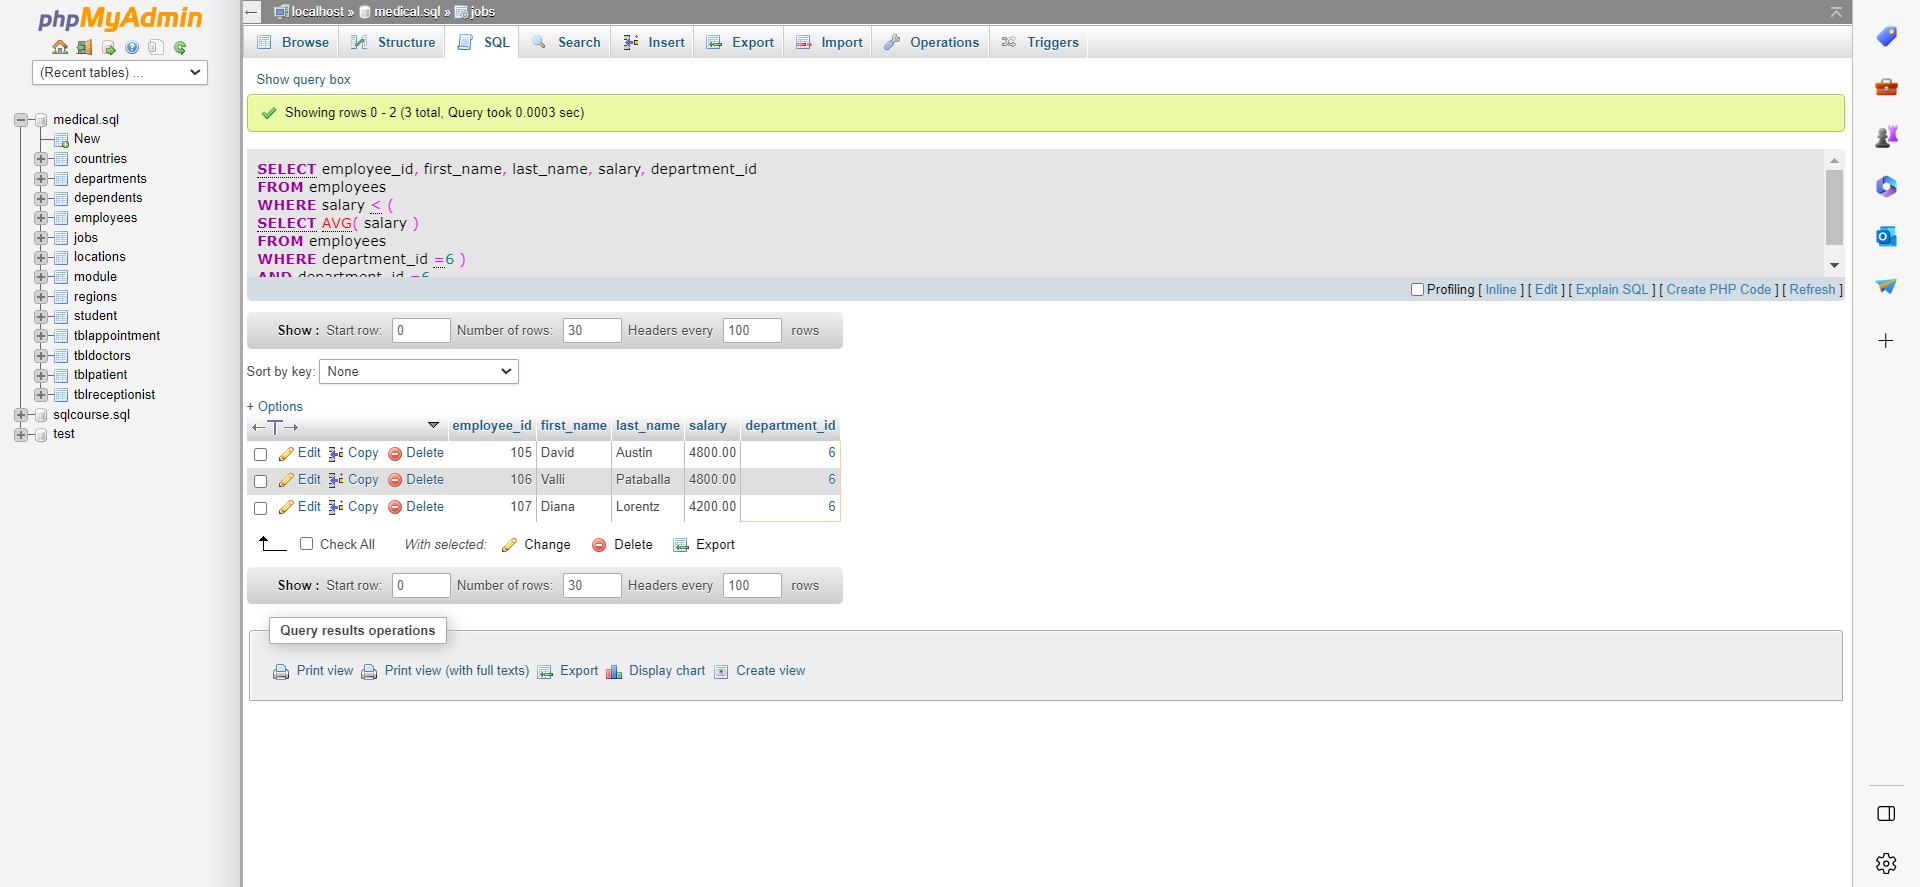 phpMyAdmin
(Recent tables) ...
medical.sql
New
countries
departments
dependents
employees
jobs
locations
module
regions
student
tblappointment
tbldoctors
tblpatient
tblreceptionist
sqlcourse.sql
test
localhost » medical.sql » jobs
Browse Structure SQL Search Insert Export Import Operations Triggers
Show query box
Showing rows 0 - 2 (3 total, Query took 0.0003 sec)
SELECT employee_id, first_name, last_name, salary, department_id
FROM employees
WHERE salary < (
SELECT AVG( salary )
FROM employees
WHERE department_id =6 )
AND department_id =6
Profiling [ Inline ] [ Edit ] [ Explain SQL ] [ Create PHP Code ] [ Refresh ]
Show : Start row: 0 Number of rows: 30 Headers every 100 rows
Sort by key: None
+ Options
employee_id first_name last_name salary department_id
Edit Copy Delete 105 David Austin 4800.00 6
Edit Copy Delete 106 Valli Pataballa 4800.00 6
Edit Copy Delete 107 Diana Lorentz 4200.00 6
Check All With selected: Change Delete Export
Show : Start row: 0 Number of rows: 30 Headers every 100 rows
Query results operations
Print view Print view (with full texts) Export Display chart Create view